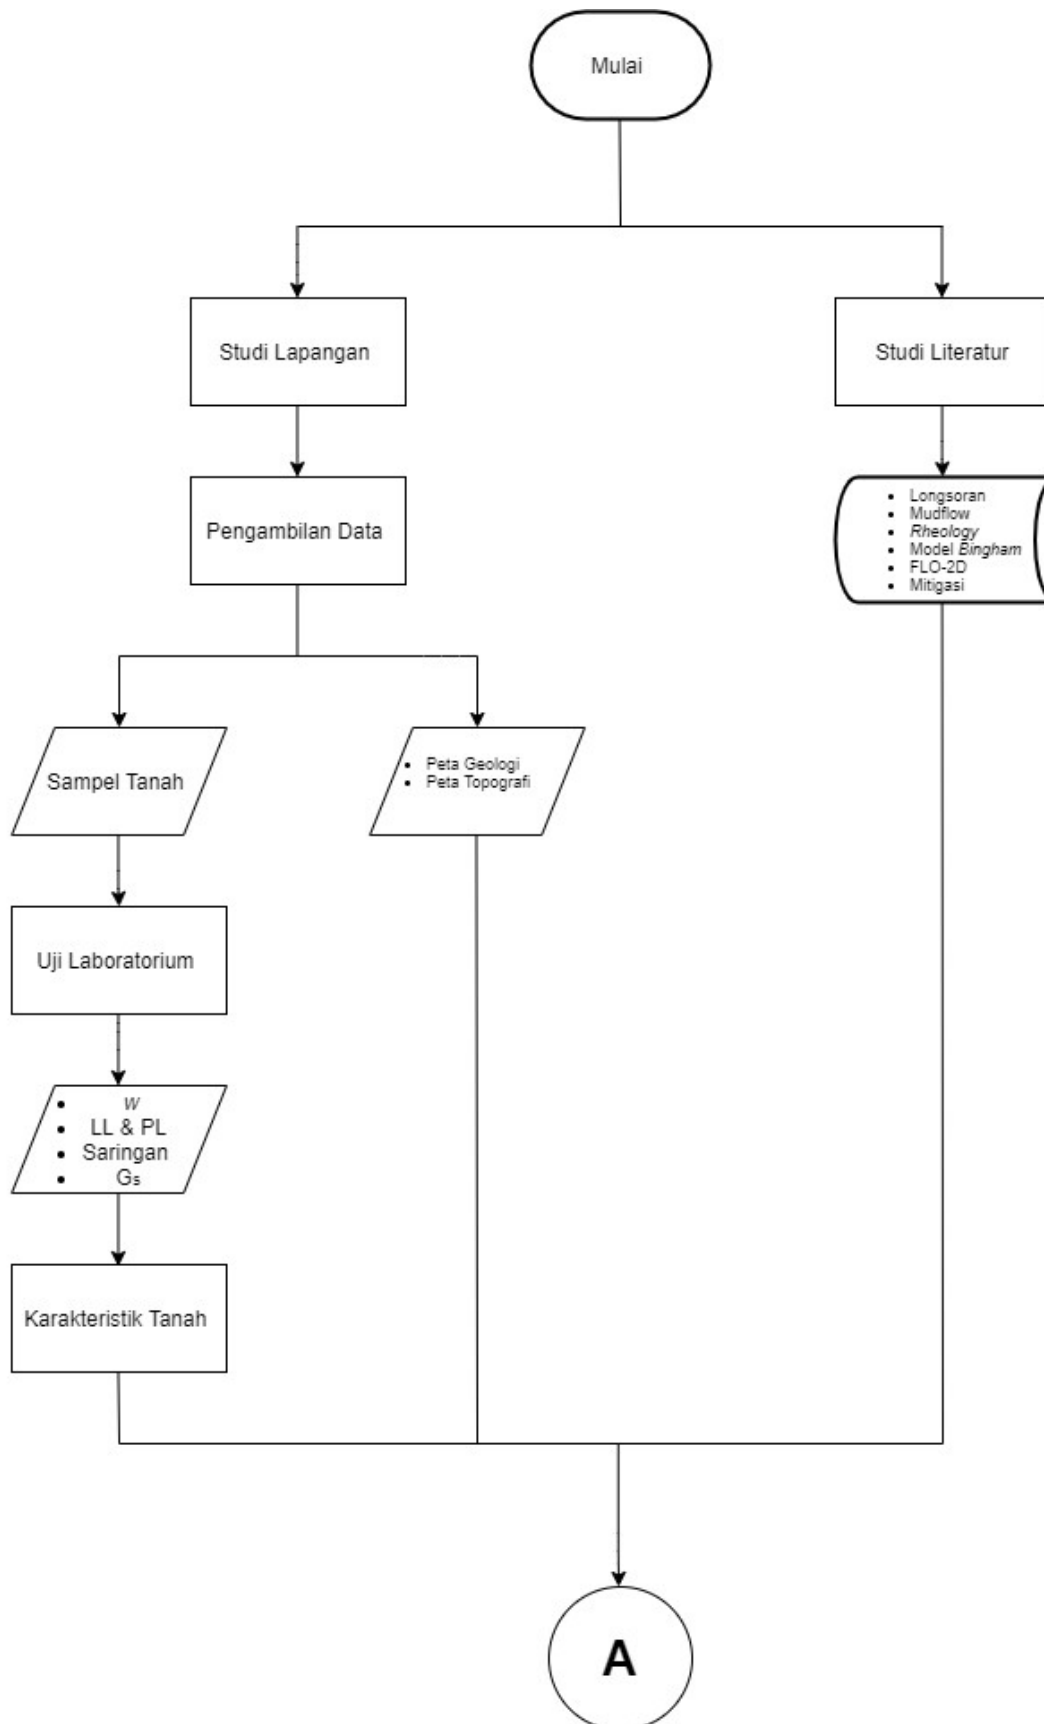 Mulai
Studi Lapangan
Studi Literatur
Pengambilan Data
• Longsoran
• Mudflow
• Rheology
• Model Bingham
• FLO-2D
• Mitigasi
Sampel Tanah
• Peta Geologi
• Peta Topografi
Uji Laboratorium
• W
• LL & PL
• Saringan
• Gs
Karakteristik Tanah
A